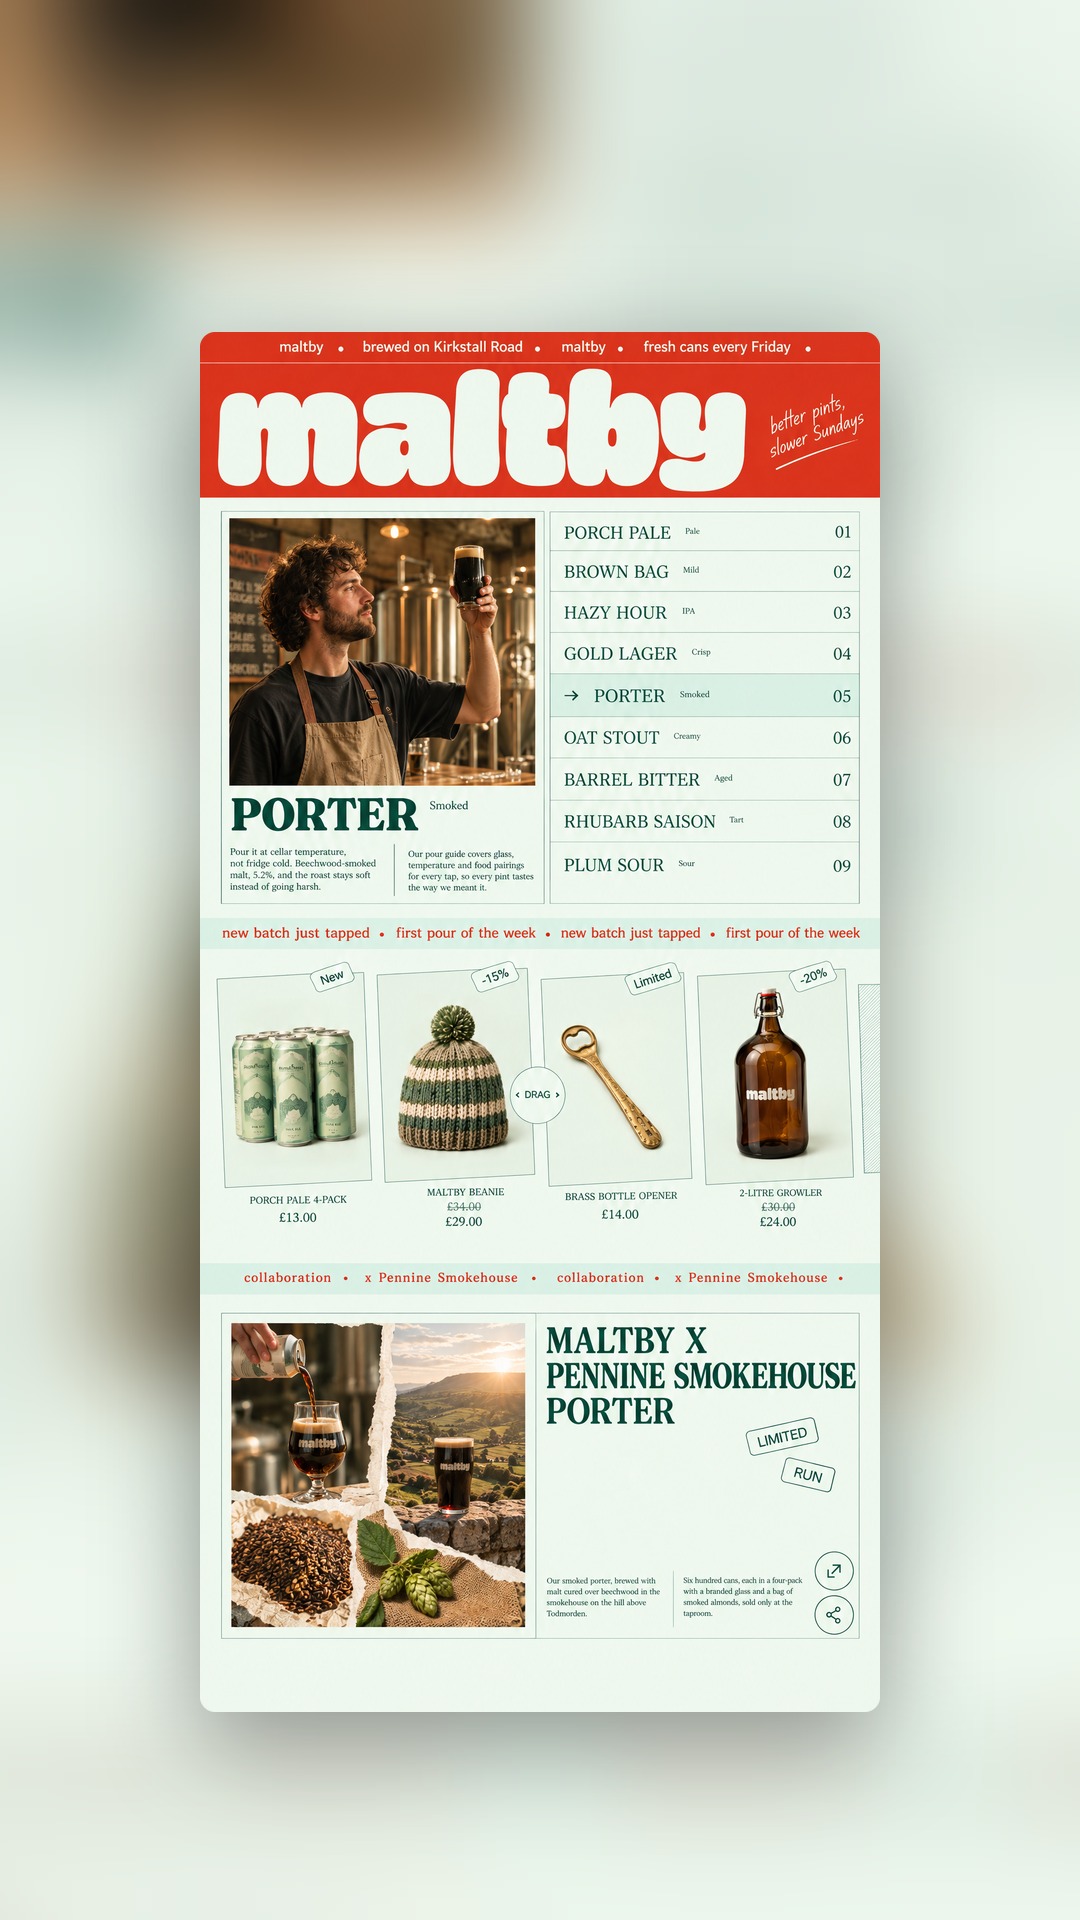 maltby • brewed on Kirkstall Road • maltby • fresh cans every Friday •
maltby
better pints,
slower Sundays
PORTER Smoked
Pour it at cellar temperature,
not fridge cold. Beechwood-smoked
malt, 5.2%, and the roast stays soft
instead of going harsh.
Our pour guide covers glass,
temperature and food pairings
for every tap, so every pint tastes
the way we meant it.
PORCH PALE Pale 01
BROWN BAG Mild 02
HAZY HOUR IPA 03
GOLD LAGER Crisp 04
→ PORTER Smoked 05
OAT STOUT Creamy 06
BARREL BITTER Aged 07
RHUBARB SAISON Tart 08
PLUM SOUR Sour 09
new batch just tapped • first pour of the week • new batch just tapped • first pour of the week
New
PORCH PALE 4-PACK
£13.00
-15%
MALTBY BEANIE
£34.00
£29.00
‹ DRAG ›
Limited
BRASS BOTTLE OPENER
£14.00
-20%
maltby
2-LITRE GROWLER
£30.00
£24.00
collaboration • x Pennine Smokehouse • collaboration • x Pennine Smokehouse •
maltby
maltby
MALTBY X
PENNINE SMOKEHOUSE
PORTER
LIMITED
RUN
Our smoked porter, brewed with
malt cured over beechwood in the
smokehouse on the hill above
Todmorden.
Six hundred cans, each in a four-pack
with a branded glass and a bag of
smoked almonds, sold only at the
taproom.